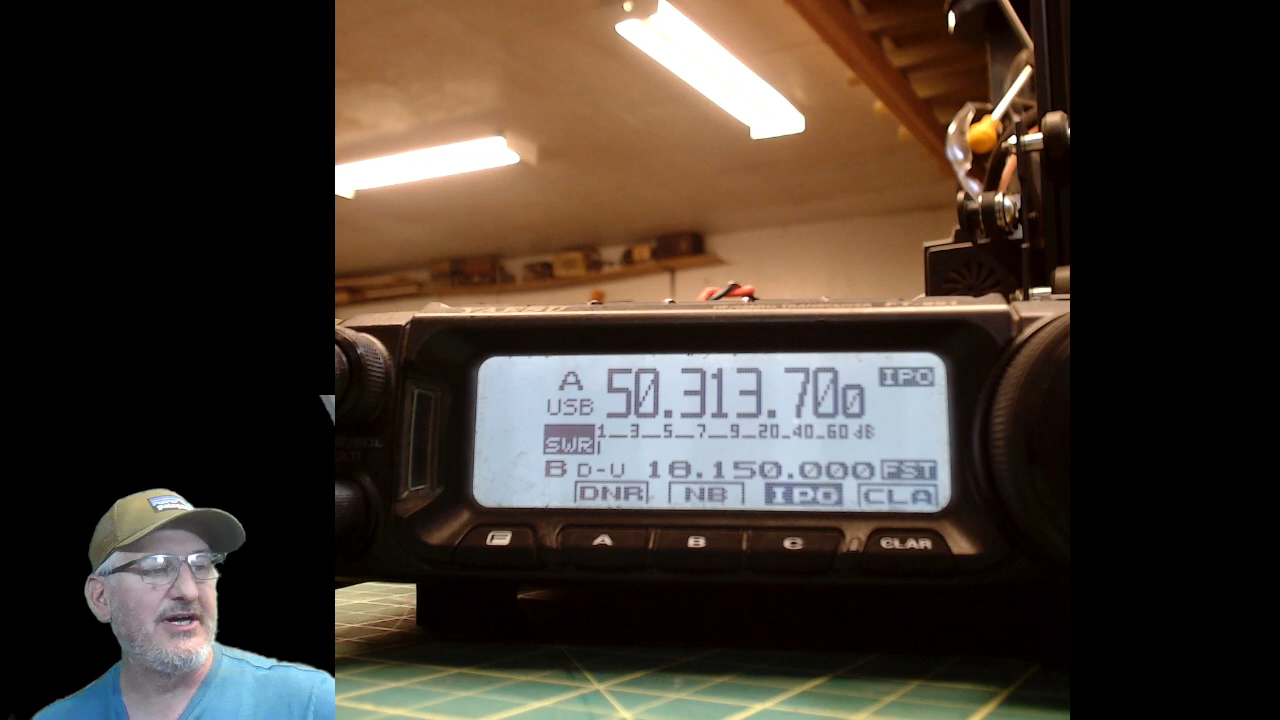 YAESU
A 50.313.700 IPO
USB
1 3 5 7 9 20 40 60 dB
SWR
B D-U 18.150.000 FST
DNR NB IPO CLA
F A B C CLAR